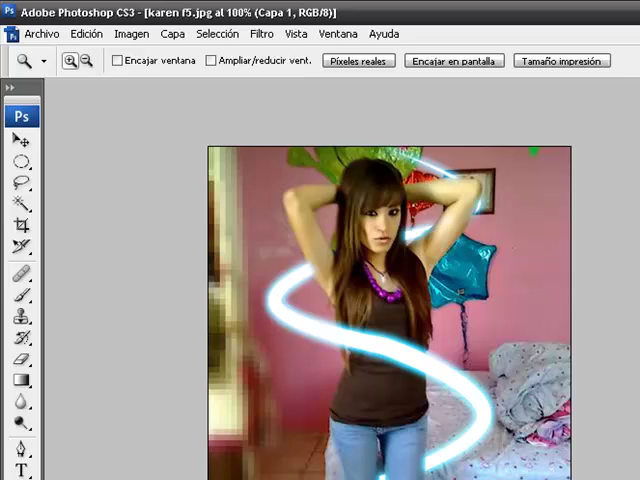 Adobe Photoshop CS3 - [karen f5.jpg al 100% (Capa 1, RGB/8)]
Archivo Edición Imagen Capa Selección Filtro Vista Ventana Ayuda
Encajar ventana Ampliar/reducir vent. Píxeles reales Encajar en pantalla Tamaño impresión
Ps
T